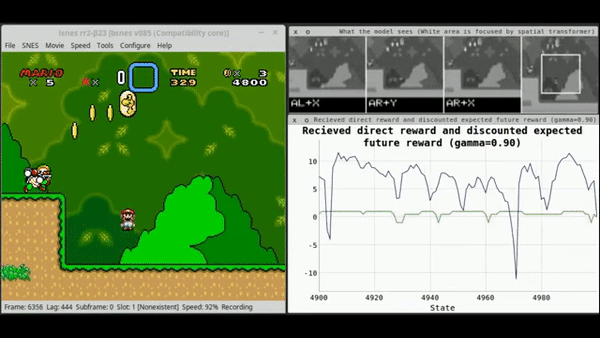 lsnes rr2-β23 [bsnes v085 (Compatibility core)]
File SNES Movie Speed Tools Configure Help
MARIO
TIME
x 5
0
329
x 3
4800
Frame: 6356 Lag: 444 Subframe: 0 Slot: 1 [Nonexistent] Speed: 92% Recording
x o What the model sees (White area is focused by spatial transformer)
AL+X
AR+Y
AR+X
x o Recieved direct reward and discounted expected future reward (gamma=0.90)
Recieved direct reward and discounted expected
future reward (gamma=0.90)
10
5
0
-5
-10
4900 4920 4940 4960 4980
State